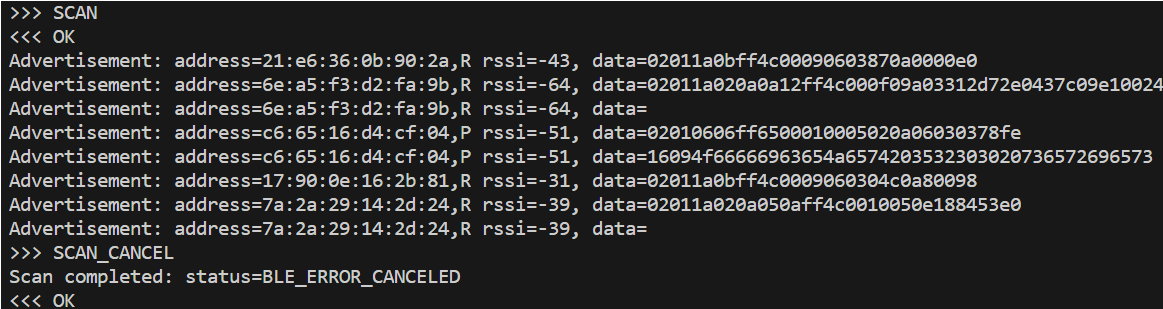 >>> SCAN
<<< OK
Advertisement: address=21:e6:36:0b:90:2a,R rssi=-43, data=02011a0bff4c00090603870a0000e0
Advertisement: address=6e:a5:f3:d2:fa:9b,R rssi=-64, data=02011a020a0a12ff4c000f09a03312d72e0437c09e10024
Advertisement: address=6e:a5:f3:d2:fa:9b,R rssi=-64, data=
Advertisement: address=c6:65:16:d4:cf:04,P rssi=-51, data=02010606ff6500010005020a06030378fe
Advertisement: address=c6:65:16:d4:cf:04,P rssi=-51, data=16094f66666963654a6574203532303020736572696573
Advertisement: address=17:90:0e:16:2b:81,R rssi=-31, data=02011a0bff4c0009060304c0a80098
Advertisement: address=7a:2a:29:14:2d:24,R rssi=-39, data=02011a020a050aff4c0010050e188453e0
Advertisement: address=7a:2a:29:14:2d:24,R rssi=-39, data=
>>> SCAN_CANCEL
Scan completed: status=BLE_ERROR_CANCELED
<<< OK